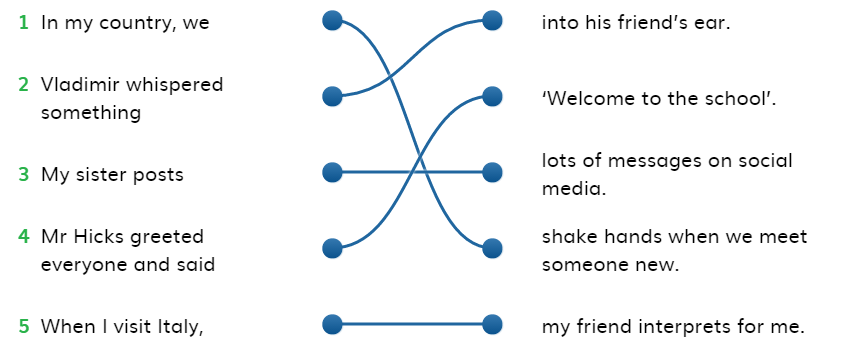 1 In my country, we
into his friend’s ear.
2 Vladimir whispered
something
‘Welcome to the school’.
3 My sister posts
lots of messages on social
media.
4 Mr Hicks greeted
everyone and said
shake hands when we meet
someone new.
5 When I visit Italy,
my friend interprets for me.